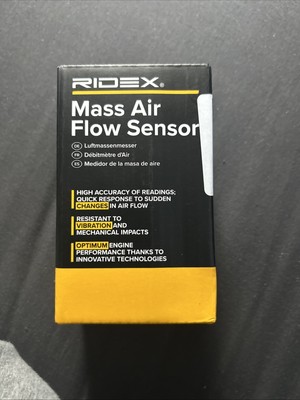 RIDEX®
Mass Air
Flow Sensor
DE Luftmassenmesser
FR Débitmètre d'Air
ES Medidor de la masa de aire
HIGH ACCURACY OF READINGS;
QUICK RESPONSE TO SUDDEN
CHANGES IN AIR FLOW
RESISTANT TO
VIBRATION AND
MECHANICAL IMPACTS
OPTIMUM ENGINE
PERFORMANCE THANKS TO
INNOVATIVE TECHNOLOGIES